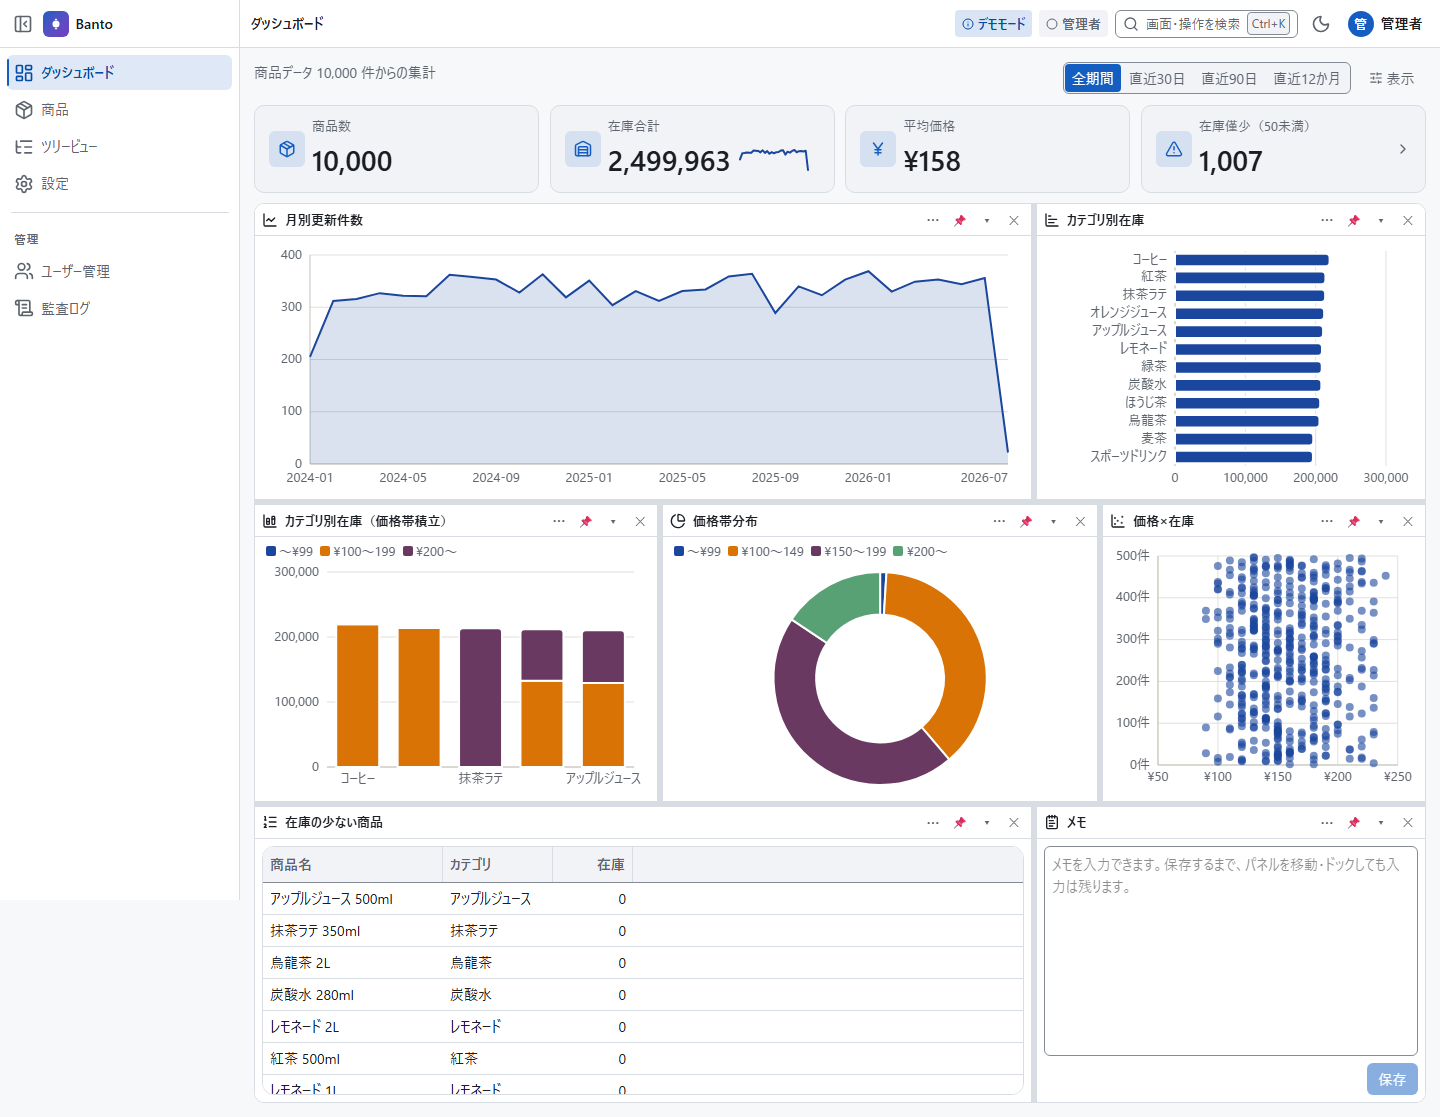 Banto
ダッシュボード
デモモード
管理者
画面・操作を検索
Ctrl+K
管
管理者
ダッシュボード
商品
ツリービュー
設定
管理
ユーザー管理
監査ログ
商品データ 10,000 件からの集計
全期間
直近30日
直近90日
直近12か月
表示
商品数
10,000
在庫合計
2,499,963
平均価格
¥158
在庫僅少（50未満）
1,007
月別更新件数
400
300
200
100
0
2024-01
2024-05
2024-09
2025-01
2025-05
2025-09
2026-01
2026-07
カテゴリ別在庫
コーヒー
紅茶
抹茶ラテ
オレンジジュース
アップルジュース
レモネード
緑茶
炭酸水
ほうじ茶
烏龍茶
麦茶
スポーツドリンク
0
100,000
200,000
300,000
カテゴリ別在庫（価格帯積立）
～¥99
¥100～199
¥200～
300,000
200,000
100,000
0
コーヒー
抹茶ラテ
アップルジュース
価格帯分布
～¥99
¥100～149
¥150～199
¥200～
価格×在庫
500件
400件
300件
200件
100件
0件
¥50
¥100
¥150
¥200
¥250
在庫の少ない商品
商品名 カテゴリ 在庫
アップルジュース 500ml アップルジュース 0
抹茶ラテ 350ml 抹茶ラテ 0
烏龍茶 2L 烏龍茶 0
炭酸水 280ml 炭酸水 0
レモネード 2L レモネード 0
紅茶 500ml 紅茶 0
レモネード 1L レモネード 0
メモ
メモを入力できます。保存するまで、パネルを移動・ドックしても入
力は残ります。
保存